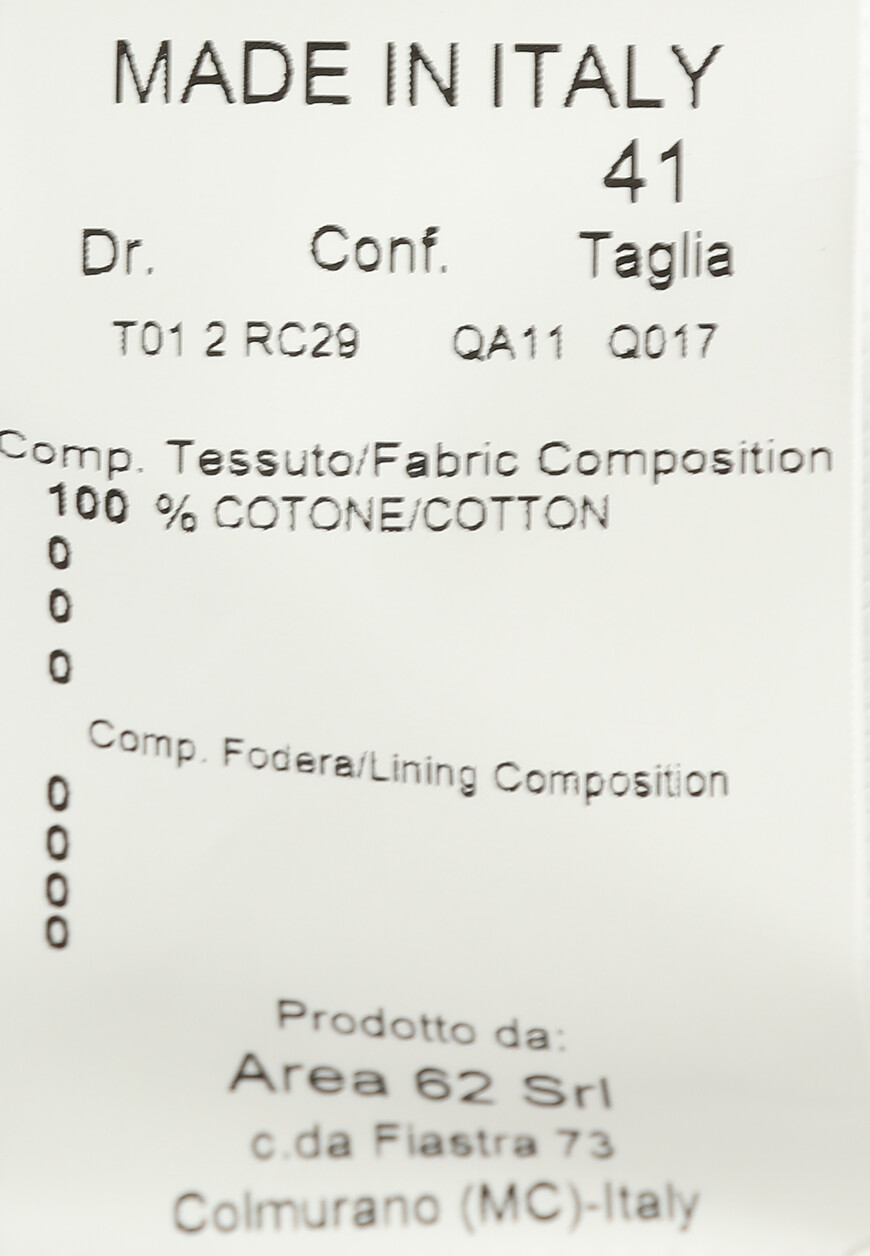 MADE IN ITALY
41
Dr. Conf. Taglia
T01 2 RC29 QA11 Q017
Comp. Tessuto/Fabric Composition
100 % COTONE/COTTON
0
0
0
Comp. Fodera/Lining Composition
0
0
0
0
Prodotto da:
Area 62 Srl
c.da Fiastra 73
Colmurano (MC)-Italy